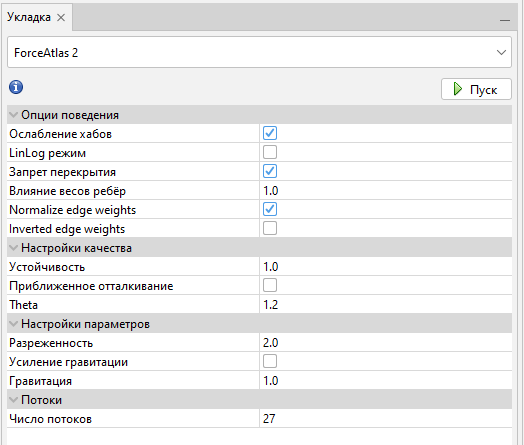 Укладка
ForceAtlas 2
Пуск
Опции поведения
Ослабление хабов
LinLog режим
Запрет перекрытия
Влияние весов ребёр 1.0
Normalize edge weights
Inverted edge weights
Настройки качества
Устойчивость 1.0
Приближенное отталкивание
Theta 1.2
Настройки параметров
Разреженность 2.0
Усиление гравитации
Гравитация 1.0
Потоки
Число потоков 27